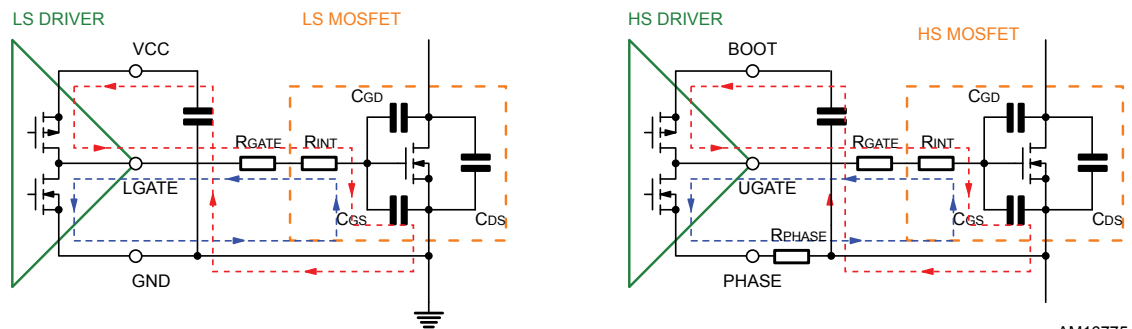 LS DRIVER
LS MOSFET
VCC
CGD
RGATE
RINT
LGATE
CGS
CDS
GND
HS DRIVER
HS MOSFET
BOOT
CGD
RGATE
RINT
UGATE
CGS
CDS
RPHASE
PHASE